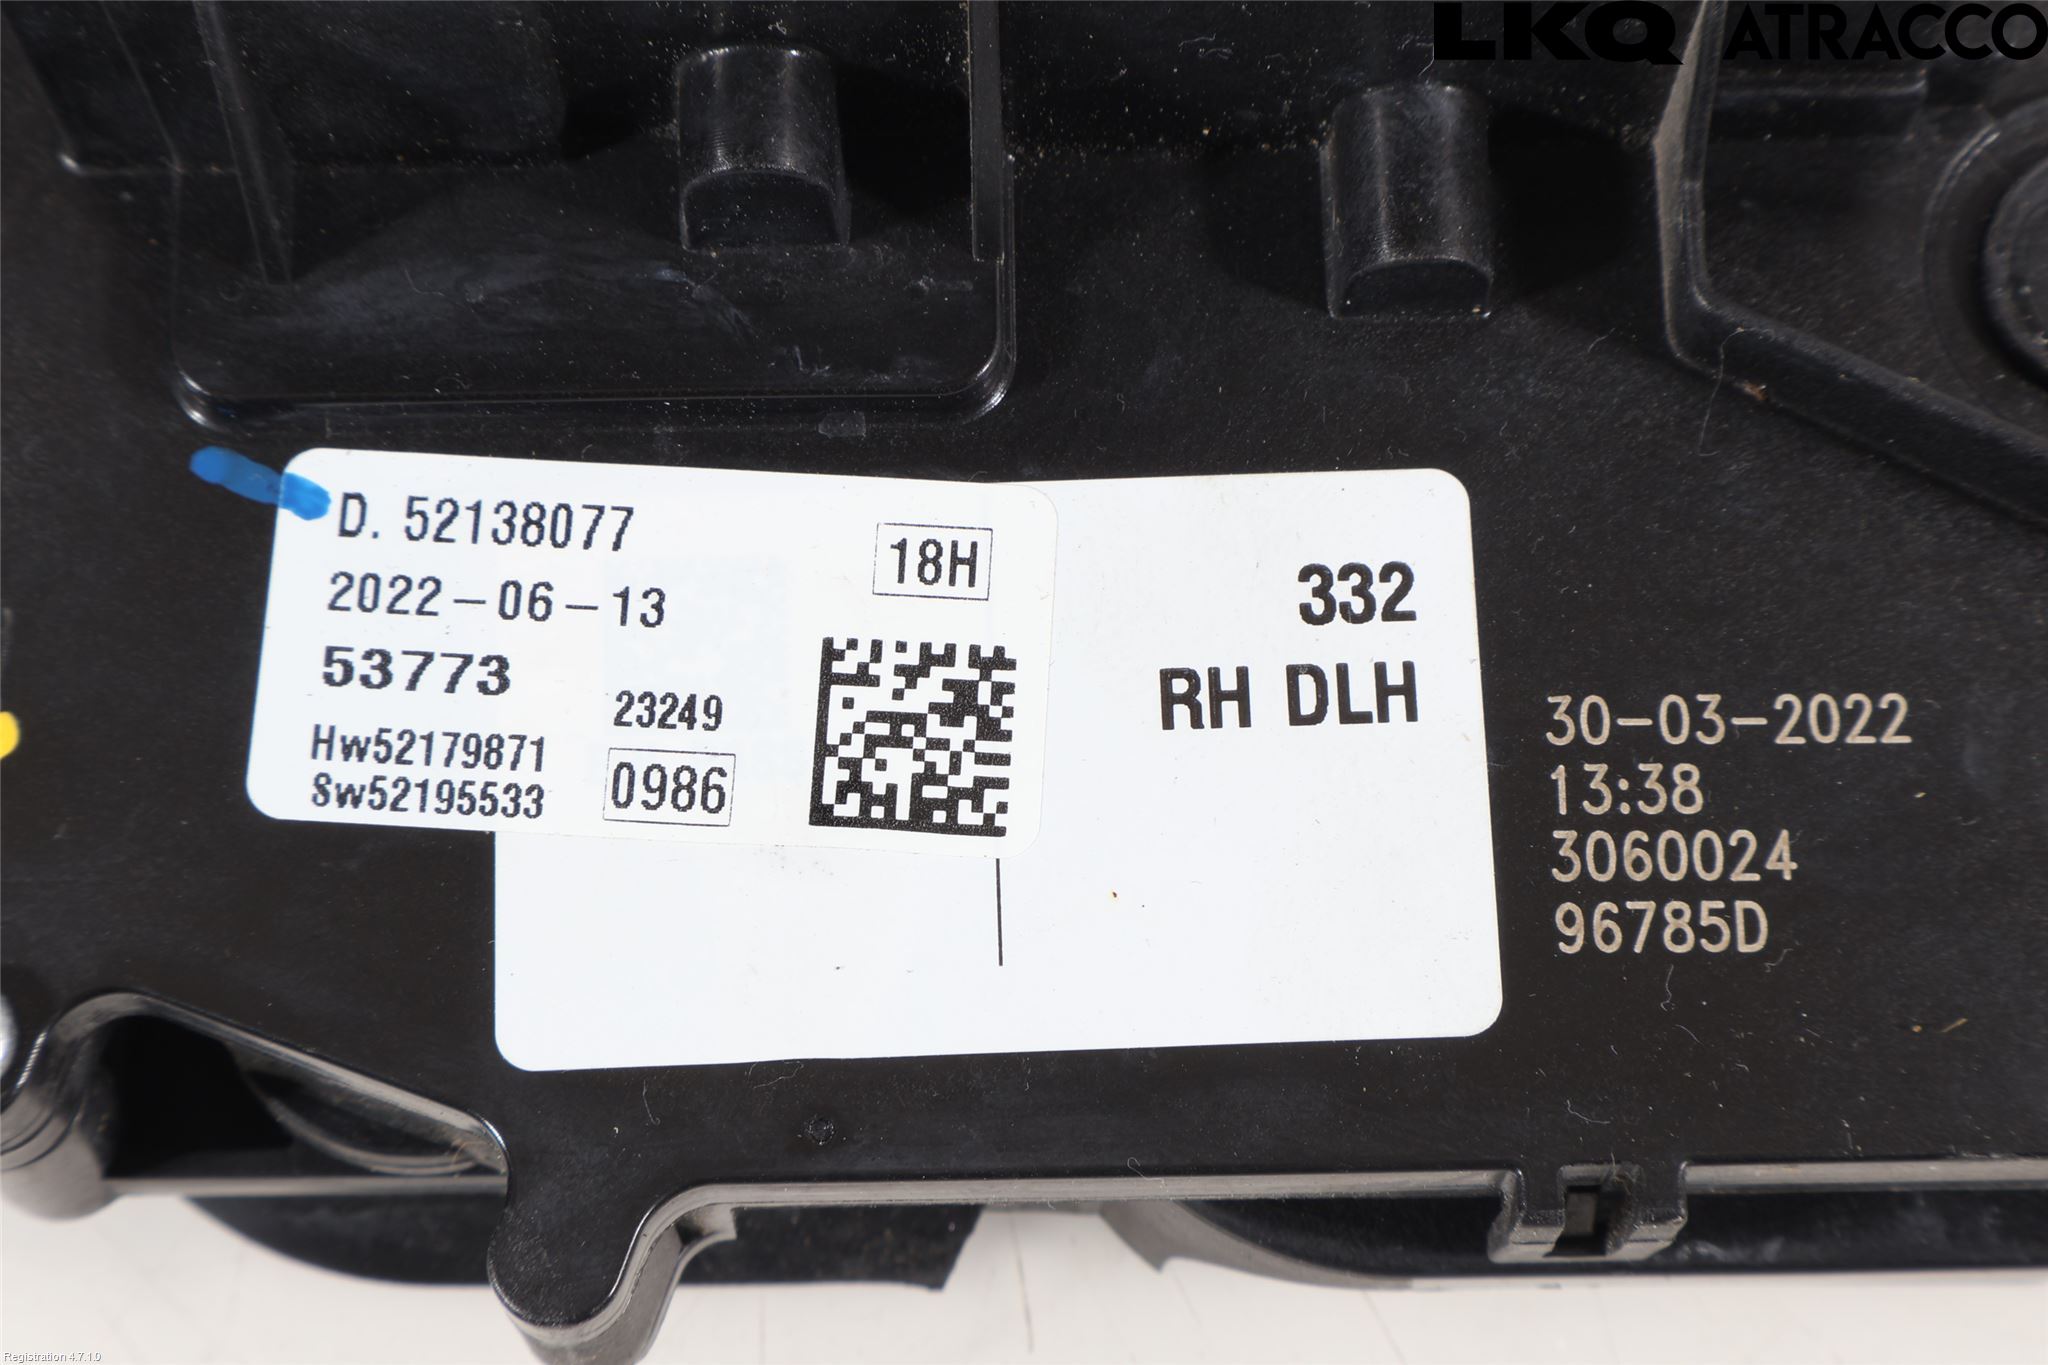 LKQ ATRACCO
D. 52138077
18H
2022-06-13
53773
23249
Hw52179871
Sw52195533
0986
332
RH DLH
30-03-2022
13:38
3060024
96785D
Registration 4.7.1.0